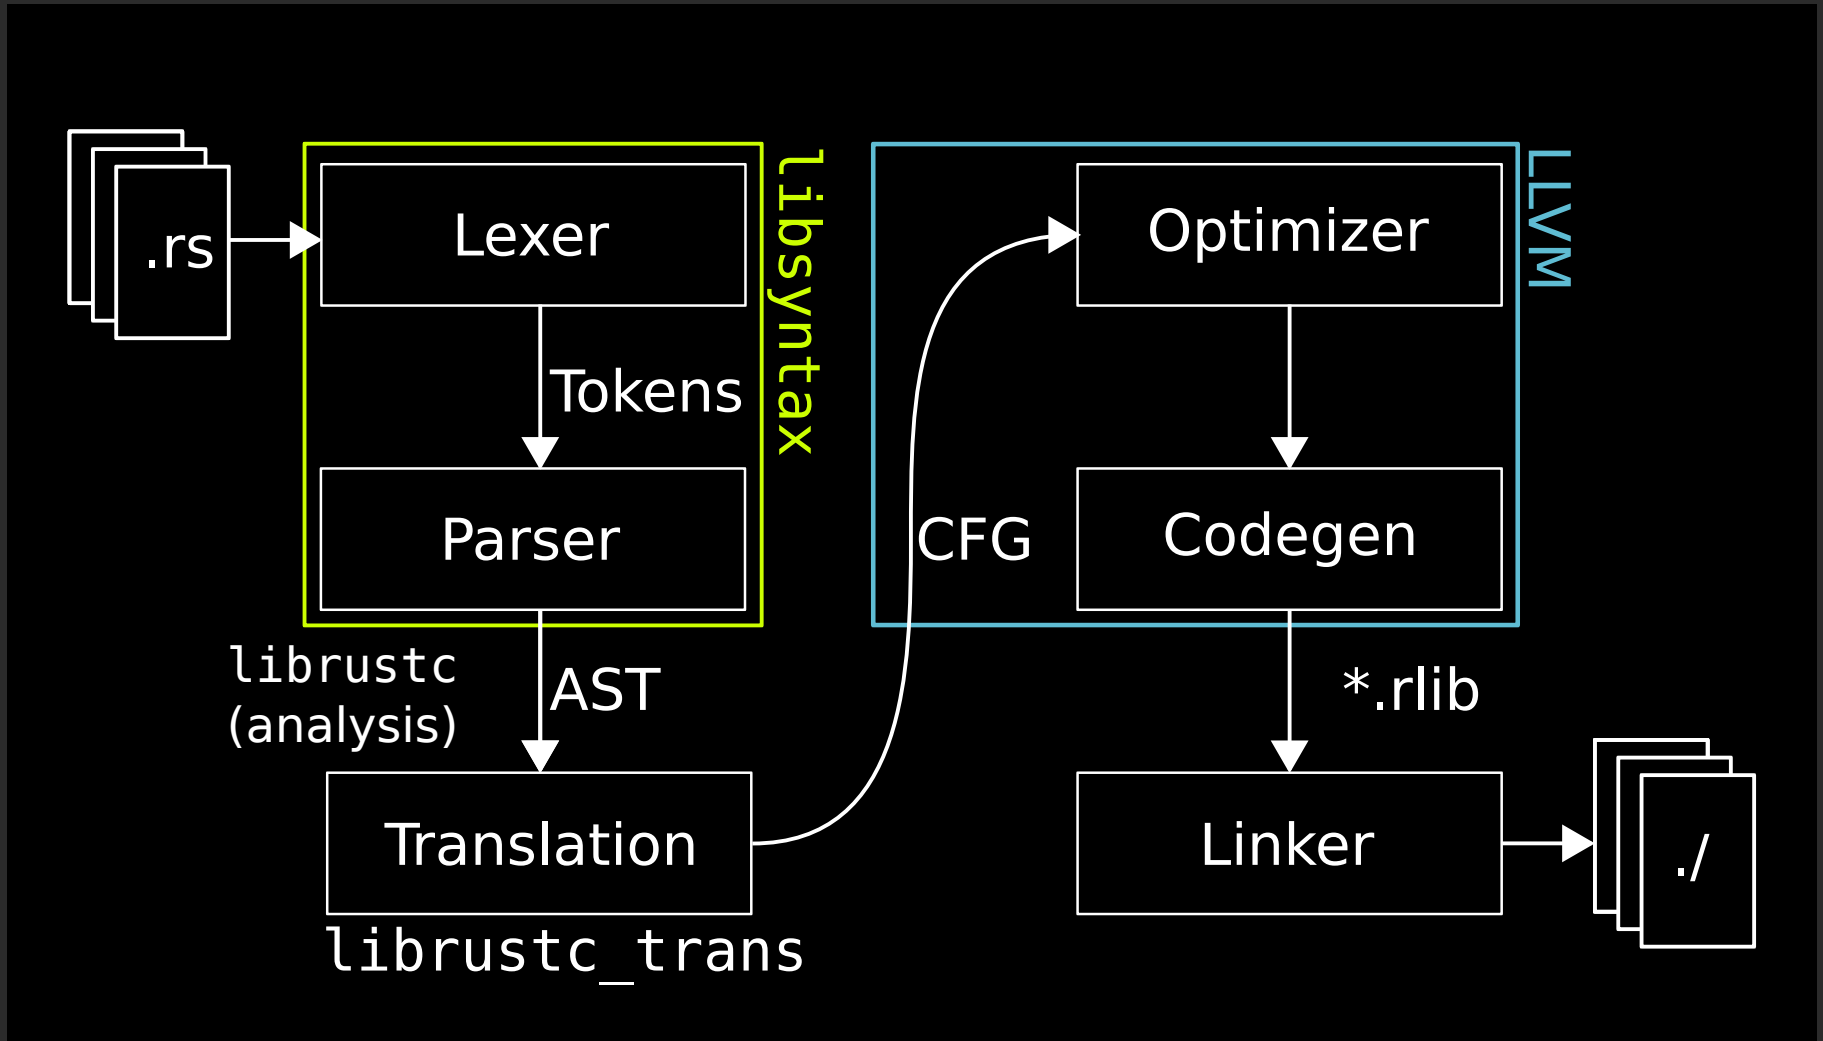 .rs
Lexer
libsyntax
Tokens
Parser
librustc
(analysis)
AST
Translation
librustc_trans
Optimizer
LLVM
CFG
Codegen
*.rlib
Linker
./